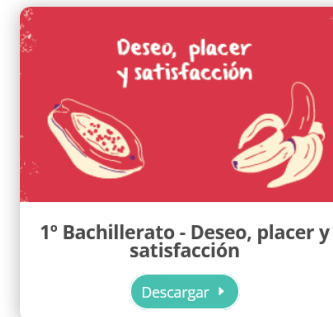 Deseo, placer
y satisfacción
1º Bachillerato - Deseo, placer y
satisfacción
Descargar